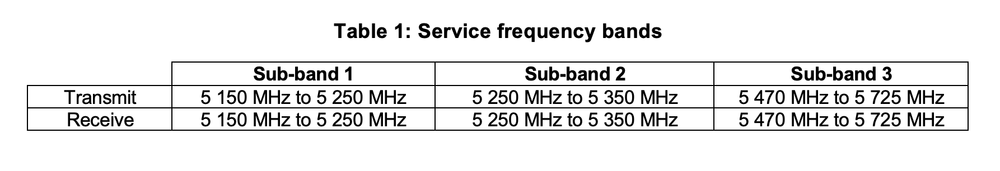 Table 1: Service frequency bands
Sub-band 1 Sub-band 2 Sub-band 3
Transmit 5 150 MHz to 5 250 MHz 5 250 MHz to 5 350 MHz 5 470 MHz to 5 725 MHz
Receive 5 150 MHz to 5 250 MHz 5 250 MHz to 5 350 MHz 5 470 MHz to 5 725 MHz